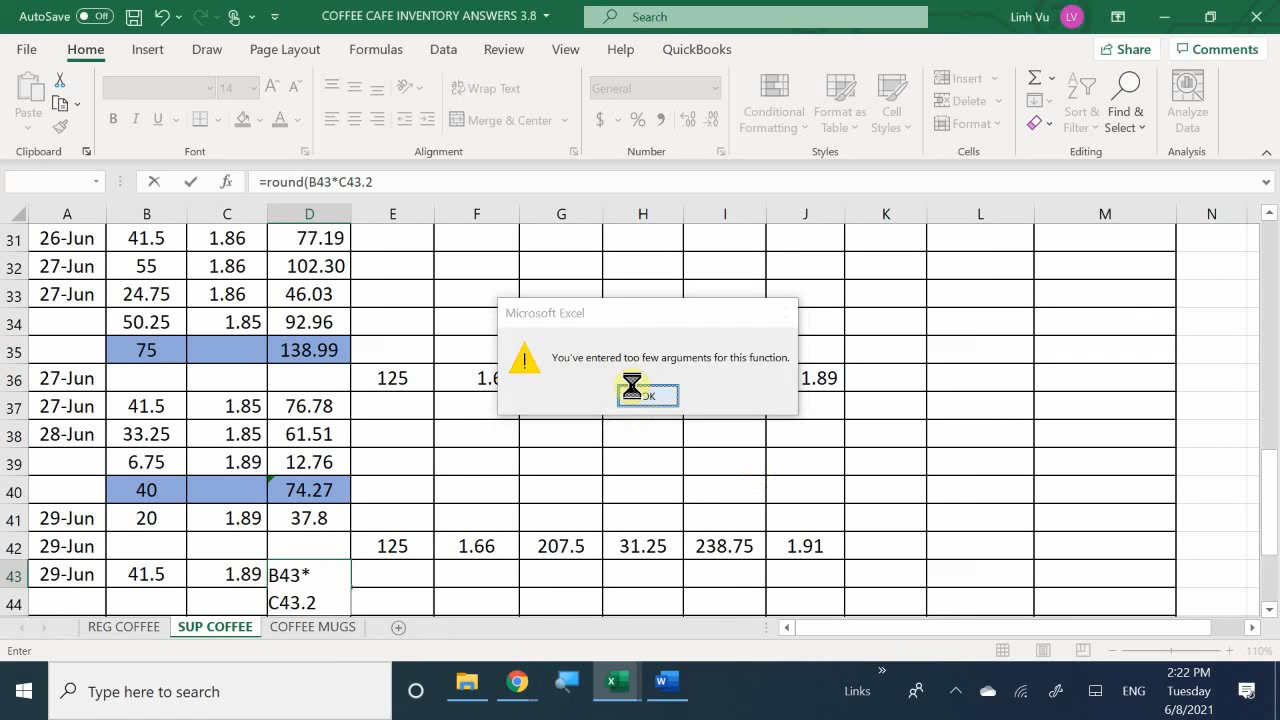 AutoSave Off COFFEE CAFE INVENTORY ANSWERS 3.8 Search Linh Vu LV
File Home Insert Draw Page Layout Formulas Data Review View Help QuickBooks Share Comments
Paste 14 Wrap Text General Conditional Formatting Format as Table Cell Styles Insert Sort & Filter Find & Select Analyze Data
B I U A Merge & Center $ % Delete
Format
Clipboard Font Alignment Number Styles Cells Editing Analysis
fx =round(B43*C43.2
A B C D E F G H I J K L M N
31 26-Jun 41.5 1.86 77.19
32 27-Jun 55 1.86 102.30
33 27-Jun 24.75 1.86 46.03
34 50.25 1.85 92.96
35 75 138.99
36 27-Jun 125 1.6 1.89
37 27-Jun 41.5 1.85 76.78
38 28-Jun 33.25 1.85 61.51
39 6.75 1.89 12.76
40 40 74.27
41 29-Jun 20 1.89 37.8
42 29-Jun 125 1.66 207.5 31.25 238.75 1.91
43 29-Jun 41.5 1.89 B43*
44 C43.2
Microsoft Excel
You've entered too few arguments for this function.
OK
REG COFFEE SUP COFFEE COFFEE MUGS
Enter 110%
Type here to search Links ENG
2:22 PM
Tuesday
6/8/2021